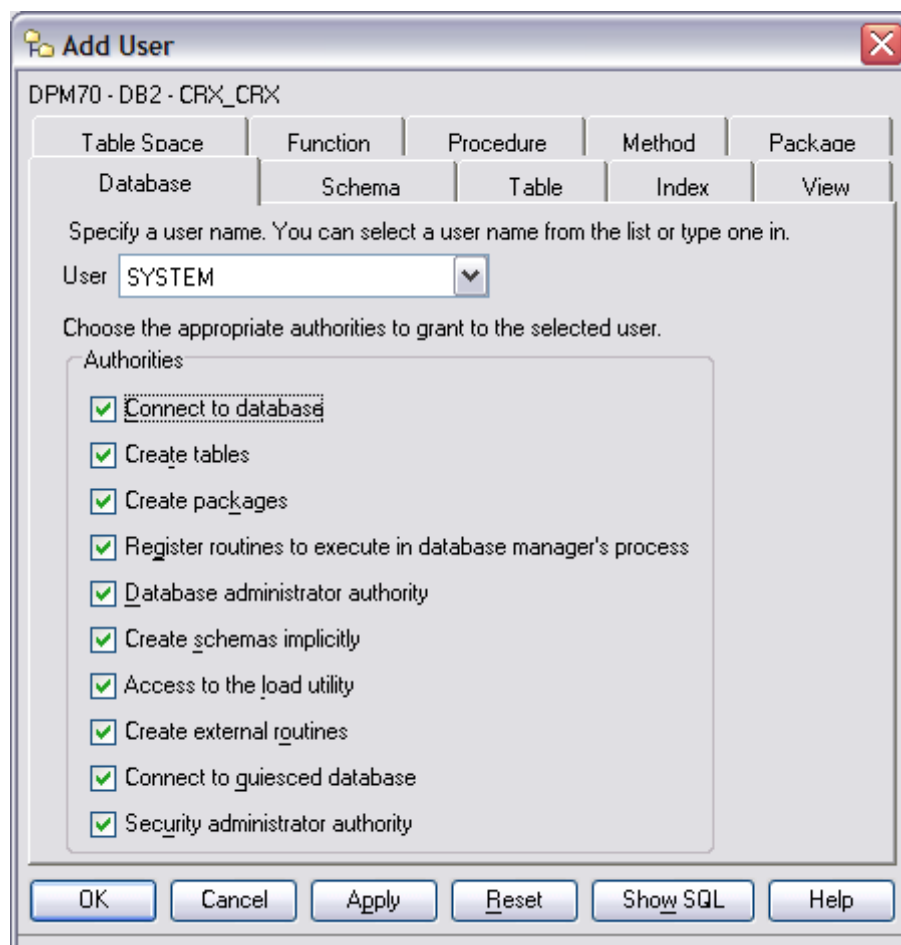 Add User
DPM70 - DB2 - CRX_CRX
Table Space Function Procedure Method Package
Database Schema Table Index View
Specify a user name. You can select a user name from the list or type one in.
User SYSTEM
Choose the appropriate authorities to grant to the selected user.
Authorities
Connect to database
Create tables
Create packages
Register routines to execute in database manager's process
Database administrator authority
Create schemas implicitly
Access to the load utility
Create external routines
Connect to quiesced database
Security administrator authority
OK Cancel Apply Reset Show SQL Help